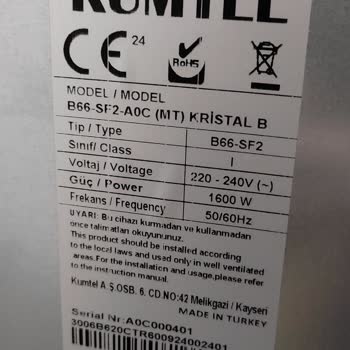 KUMTEL
CE 24
RoHS
MODEL / MODEL
B66-SF2-A0C (MT) KRİSTAL B
Tip / Type B66-SF2
Sınıf/ Class I
Voltaj / Voltage 220 - 240V (~)
Güç / Power 1600 W
Frekans / Frequency 50/60Hz
UYARI: Bu cihazı kurmadan ve kullanmadan
önce talimatları okuyununuz.
This product should be installed according
to the local laws and used only in well ventilated
areas.For the installation and usage,please refer
to the instruction manual.
Kumtel A.Ş.OSB. 6. CD.NO:42 Melikgazi / Kayseri
MADE IN TURKEY
Serial Nr:A0C000401
3006B620CTR600924002401